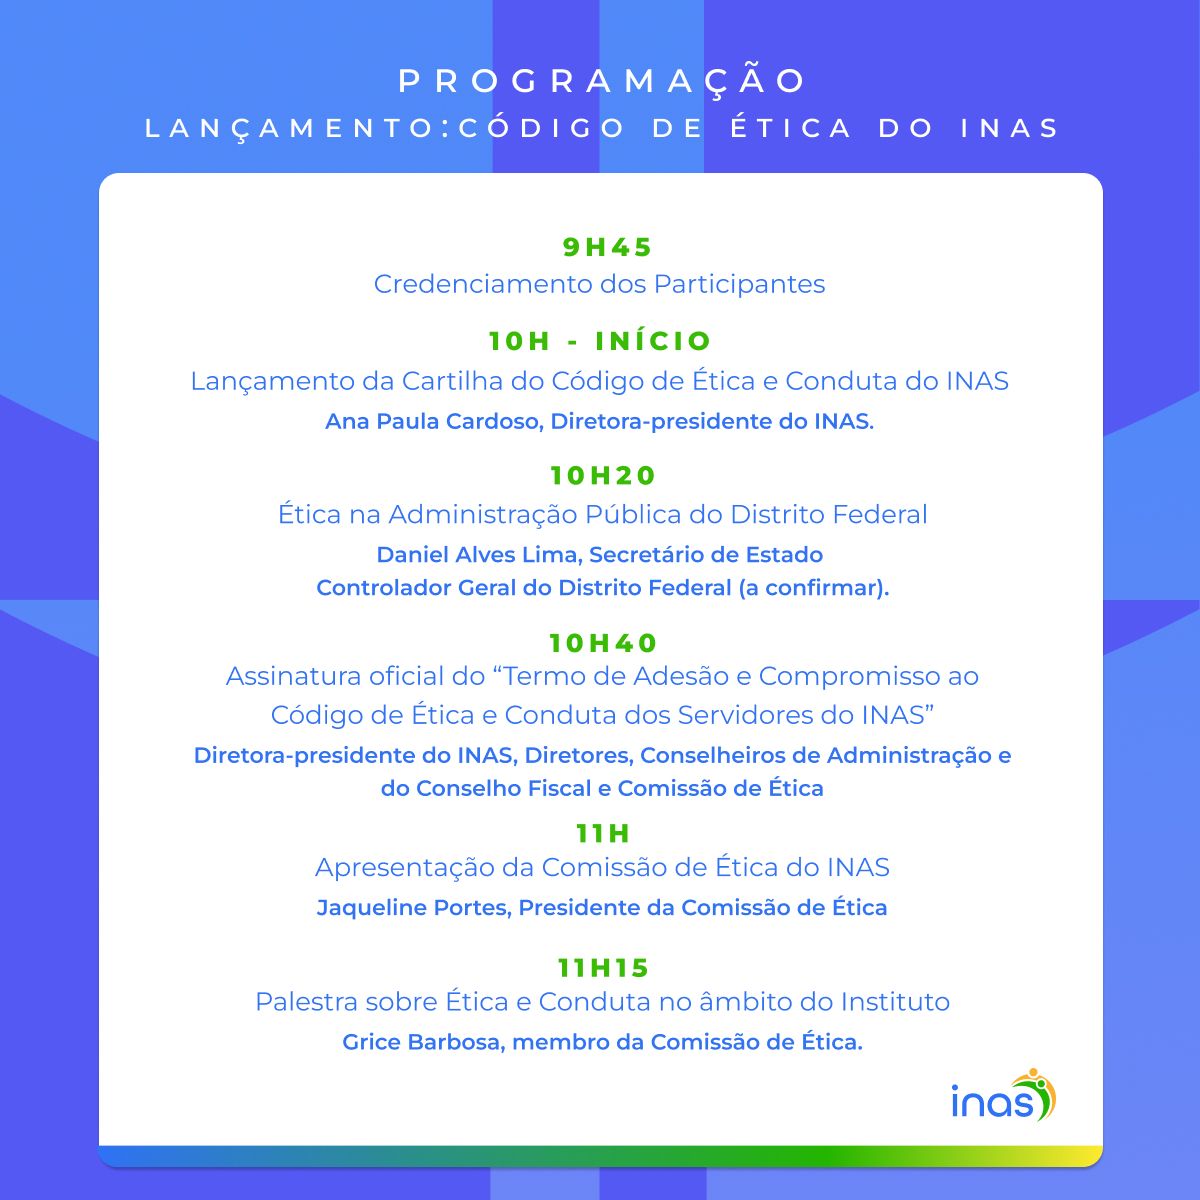 PROGRAMAÇÃO
LANÇAMENTO:CÓDIGO DE ÉTICA DO INAS
9H45
Credenciamento dos Participantes
10H - INÍCIO
Lançamento da Cartilha do Código de Ética e Conduta do INAS
Ana Paula Cardoso, Diretora-presidente do INAS.
10H20
Ética na Administração Pública do Distrito Federal
Daniel Alves Lima, Secretário de Estado
Controlador Geral do Distrito Federal (a confirmar).
10H40
Assinatura oficial do “Termo de Adesão e Compromisso ao
Código de Ética e Conduta dos Servidores do INAS”
Diretora-presidente do INAS, Diretores, Conselheiros de Administração e
do Conselho Fiscal e Comissão de Ética
11H
Apresentação da Comissão de Ética do INAS
Jaqueline Portes, Presidente da Comissão de Ética
11H15
Palestra sobre Ética e Conduta no âmbito do Instituto
Grice Barbosa, membro da Comissão de Ética.
inas